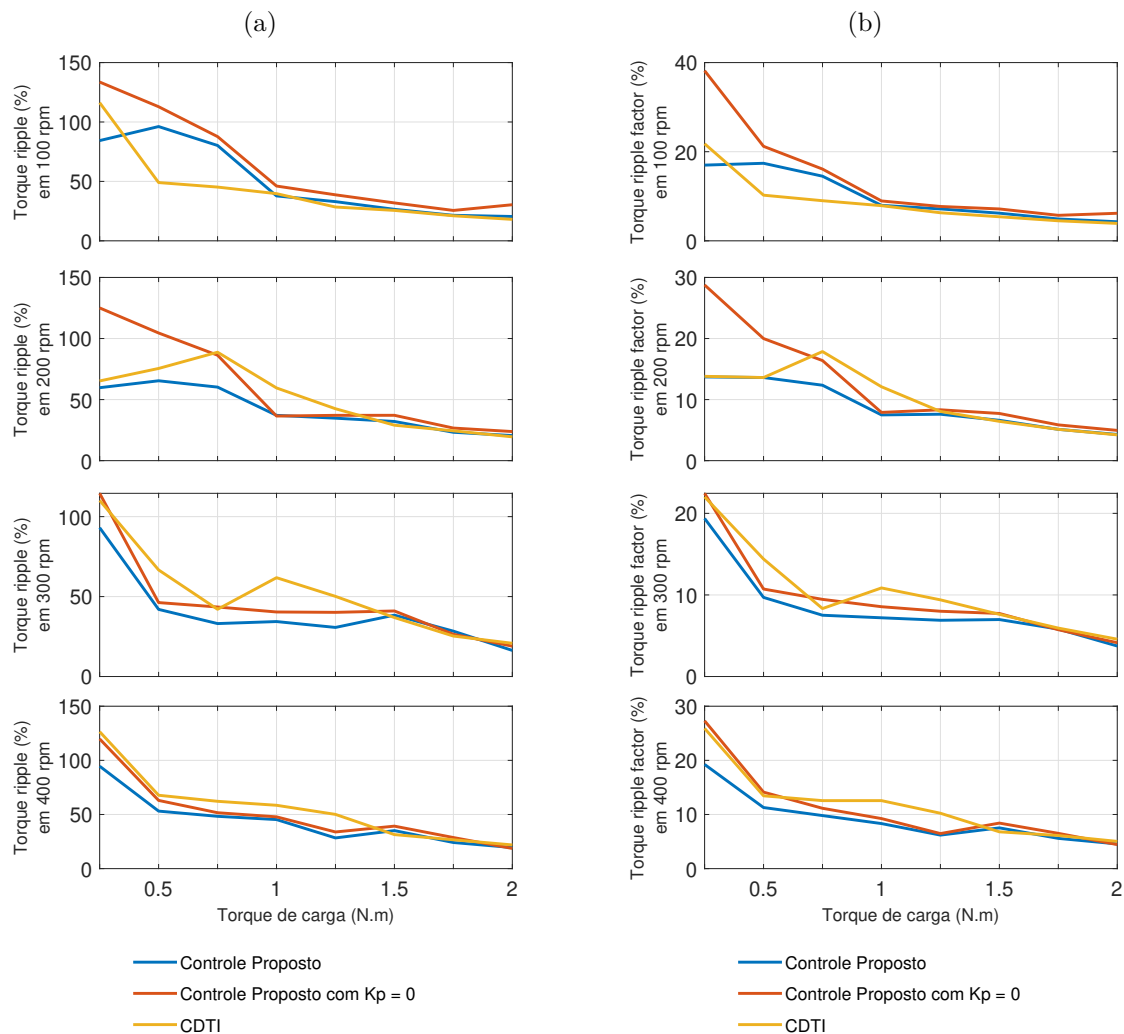 (a)
(b)
Torque ripple (%)
em 100 rpm
150
100
50
0
Torque ripple factor (%)
em 100 rpm
40
20
0
Torque ripple (%)
em 200 rpm
150
100
50
0
Torque ripple factor (%)
em 200 rpm
30
20
10
0
Torque ripple (%)
em 300 rpm
100
50
0
Torque ripple factor (%)
em 300 rpm
20
10
0
Torque ripple (%)
em 400 rpm
150
100
50
0
0.5 1 1.5 2
Torque de carga (N.m)
Torque ripple factor (%)
em 400 rpm
30
20
10
0
0.5 1 1.5 2
Torque de carga (N.m)
Controle Proposto
Controle Proposto com Kp = 0
CDTI
Controle Proposto
Controle Proposto com Kp = 0
CDTI